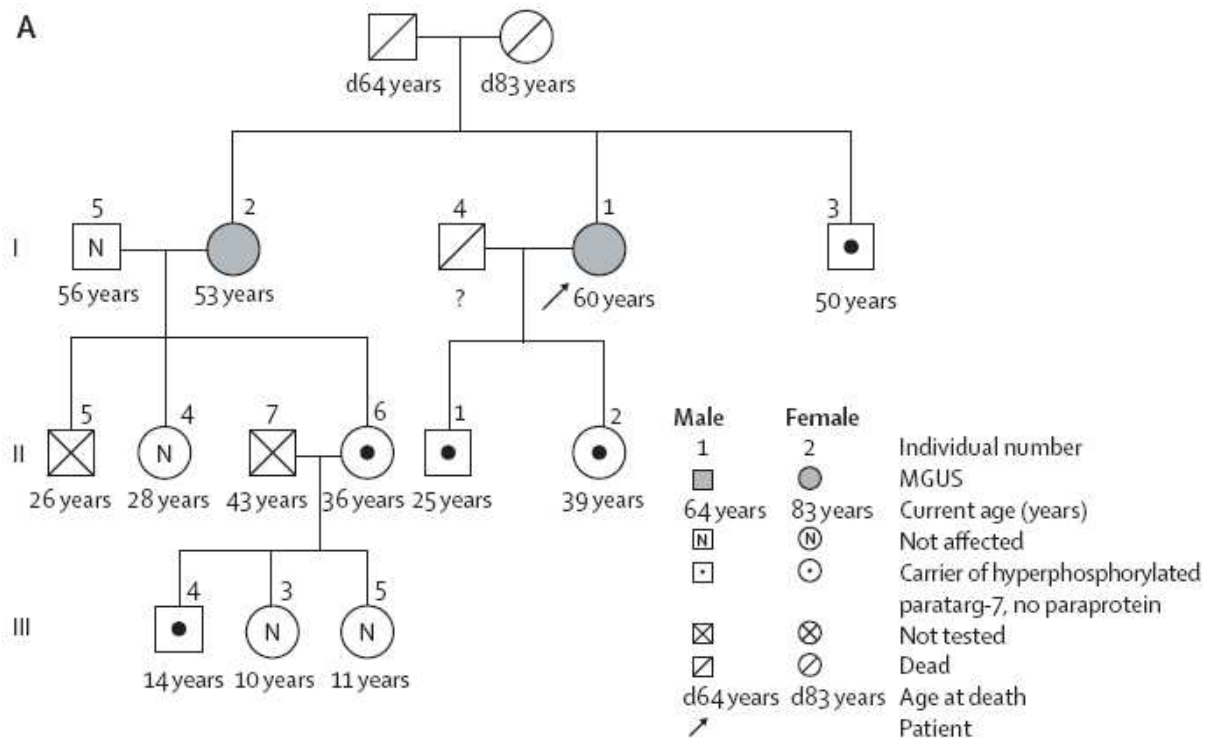 A
d64 years d83 years
5 2 4 1 3
I N
56 years 53 years ? 60 years 50 years
5 4 7 6 1 2
II N
26 years 28 years 43 years 36 years 25 years 39 years
4 3 5
III N N
14 years 10 years 11 years
Male Female
1 2 Individual number
MGUS
64 years 83 years Current age (years)
N N Not affected
Carrier of hyperphosphorylated
paratarg-7, no paraprotein
Not tested
Dead
d64 years d83 years Age at death
Patient